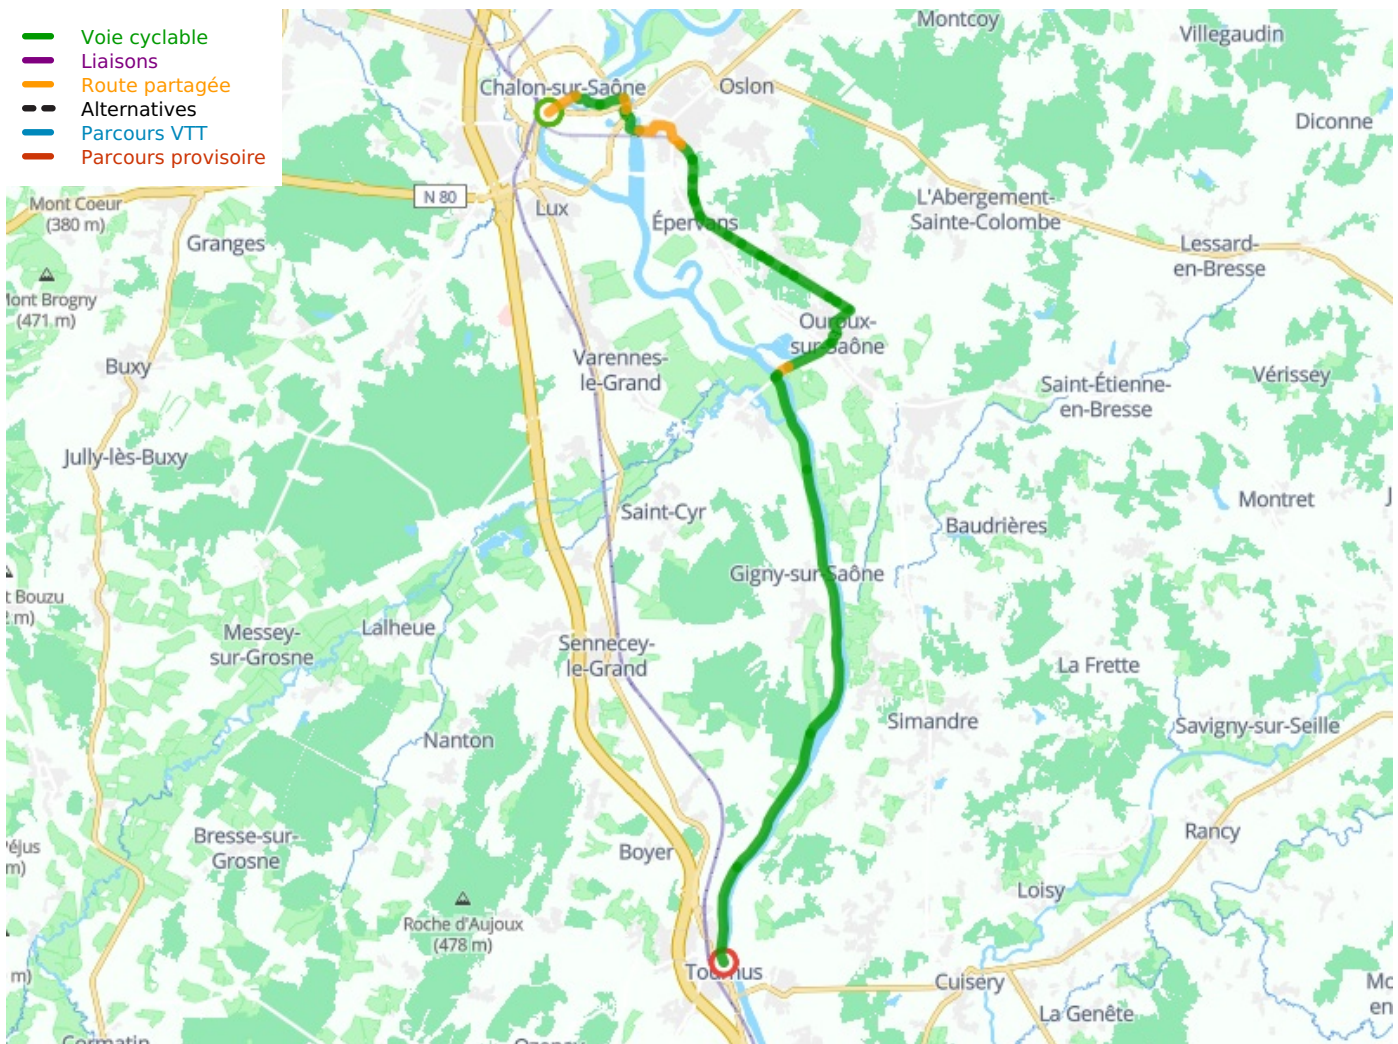 Voie cyclable
Liaisons
Route partagée
Alternatives
Parcours VTT
Parcours provisoire
Montcoy
Villegaudin
Chalon-sur-Saône
Oslon
Diconne
N 80
Mont Coeur
(380 m)
Lux
L'Abergement-
Sainte-Colombe
Épervans
Granges
Lessard-
en-Bresse
Mont Brogny
(471 m)
Ouroux-
sur-Saône
Varennes-
le-Grand
Buxy
Saint-Étienne-
en-Bresse
Vérissey
Jully-lès-Buxy
Montret
Saint-Cyr
Baudrières
Gigny-sur-Saône
t Bouzu
m)
Messey-
sur-Grosne
Lalheue
Sennecey-
le-Grand
La Frette
Simandre
Savigny-sur-Seille
Nanton
Bresse-sur-
Grosne
Rancy
éjus
m)
Boyer
Loisy
Roche d'Aujoux
(478 m)
Tournus
m)
Cuisery
La Genête
Cormatin